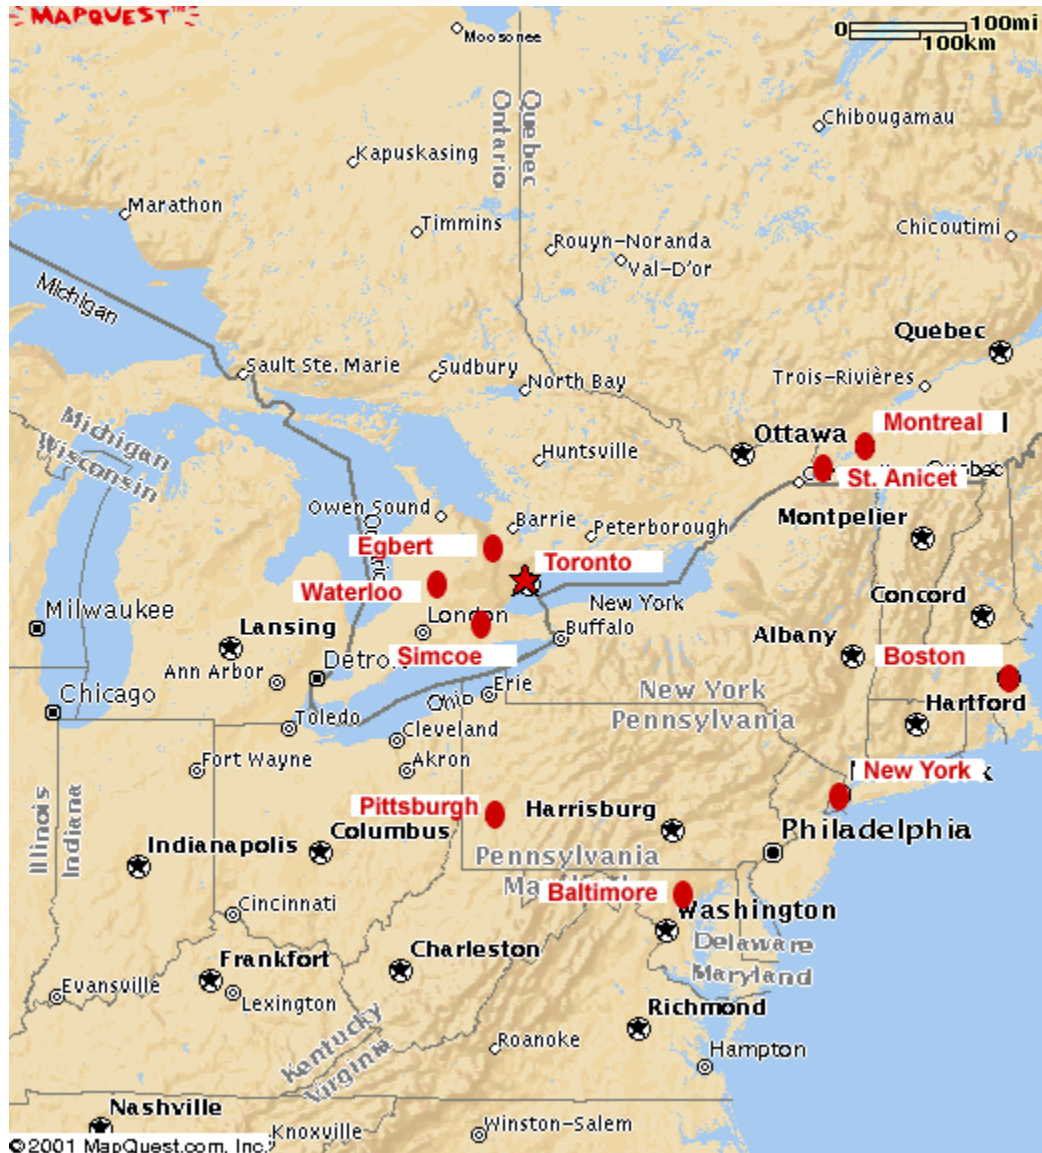 MAPQUEST™
0 100mi
100km
Moosonee
Quebec
Ontario
Chibougamau
Kapuskasing
Marathon
Timmins
Chicoutimi
Rouyn-Noranda
Val-D'or
Michigan
Quebec
Sault Ste. Marie
Sudbury
North Bay
Trois-Rivières
Michigan
Wisconsin
Montreal
Ottawa
Huntsville
St. Anicet
Owen Sound
Barrie
Peterborough
Montpelier
Egbert
Toronto
Waterloo
New York
Concord
Milwaukee
London
Buffalo
Lansing
Albany
Simcoe
Boston
Ann Arbor
Chicago
Ohio
Erie
New York
Pennsylvania
Hartford
Toledo
Cleveland
Fort Wayne
Akron
New York
Pittsburgh
Harrisburg
Illinois
Indiana
Columbus
Philadelphia
Indianapolis
Pennsylvania
Baltimore
Cincinnati
Washington
Delaware
Maryland
Charleston
Frankfort
Evansville
Lexington
Richmond
Kentucky
Virginia
Roanoke
Hampton
Nashville
Knoxville
Winston-Salem
©2001 MapQuest.com, Inc.